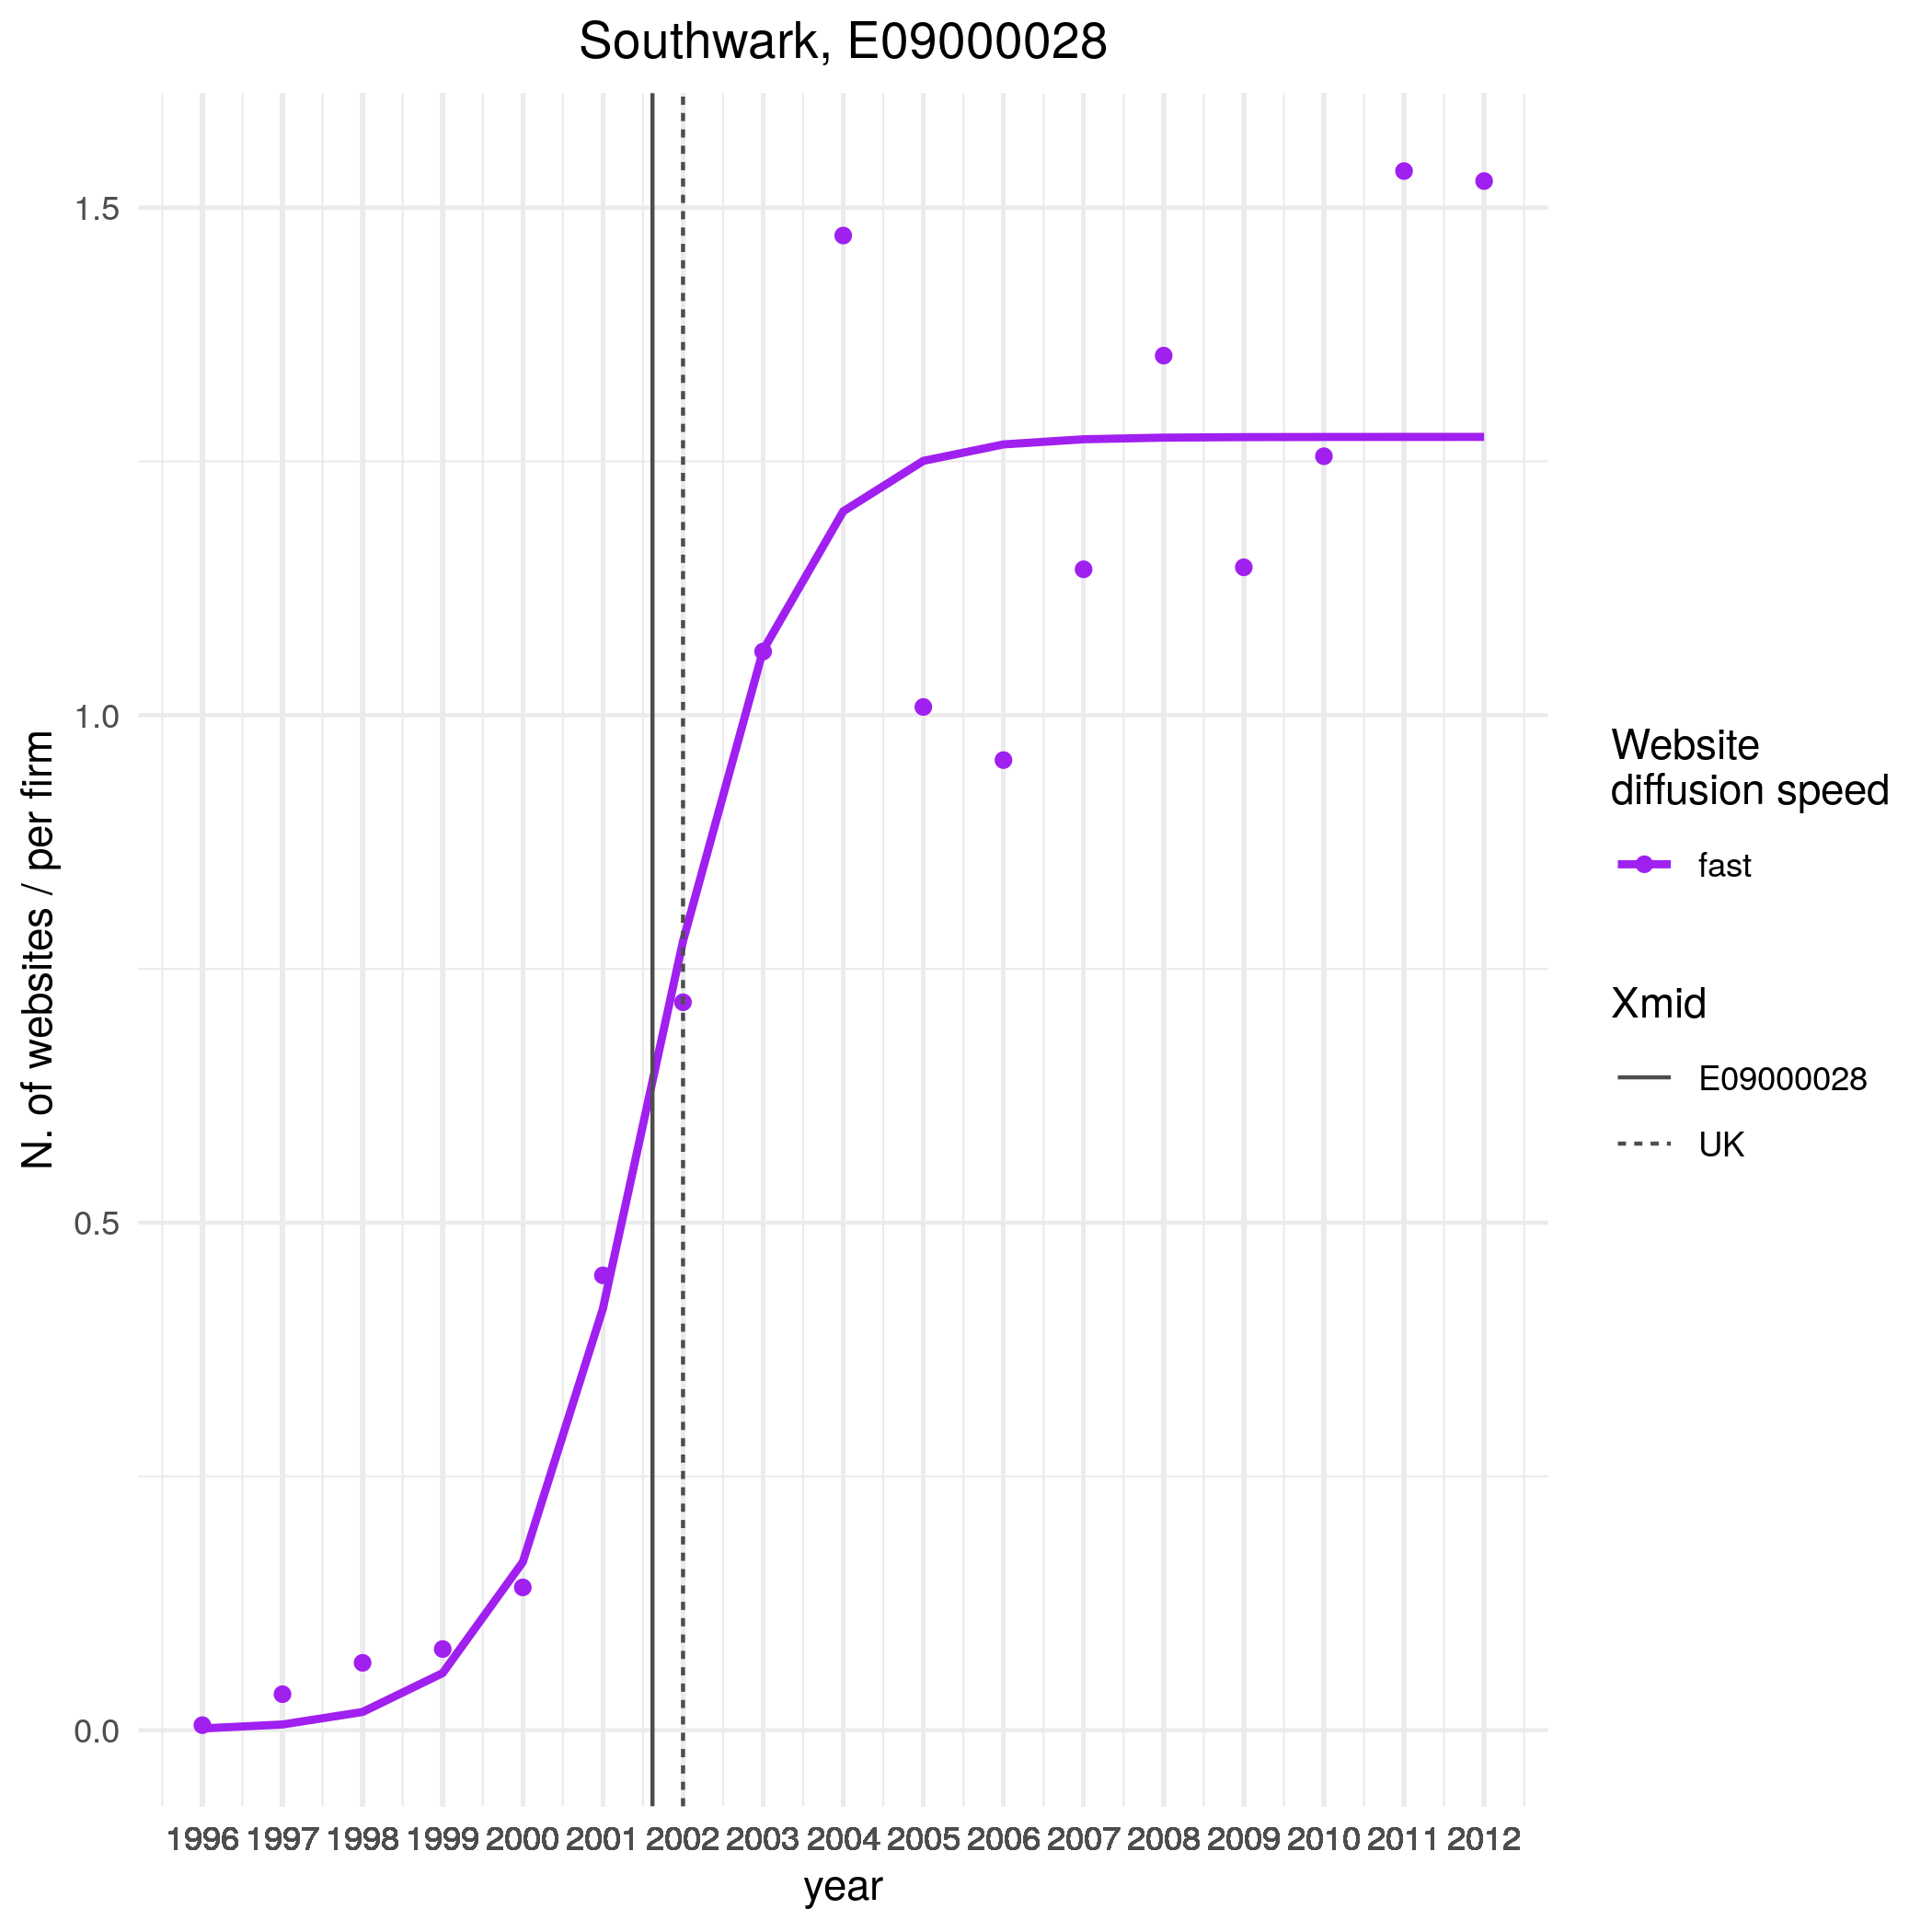 Southwark, E09000028
N. of websites / per firm
1.5
1.0
0.5
0.0
1996 1997 1998 1999 2000 2001 2002 2003 2004 2005 2006 2007 2008 2009 2010 2011 2012
year
Website
diffusion speed
fast
Xmid
E09000028
UK